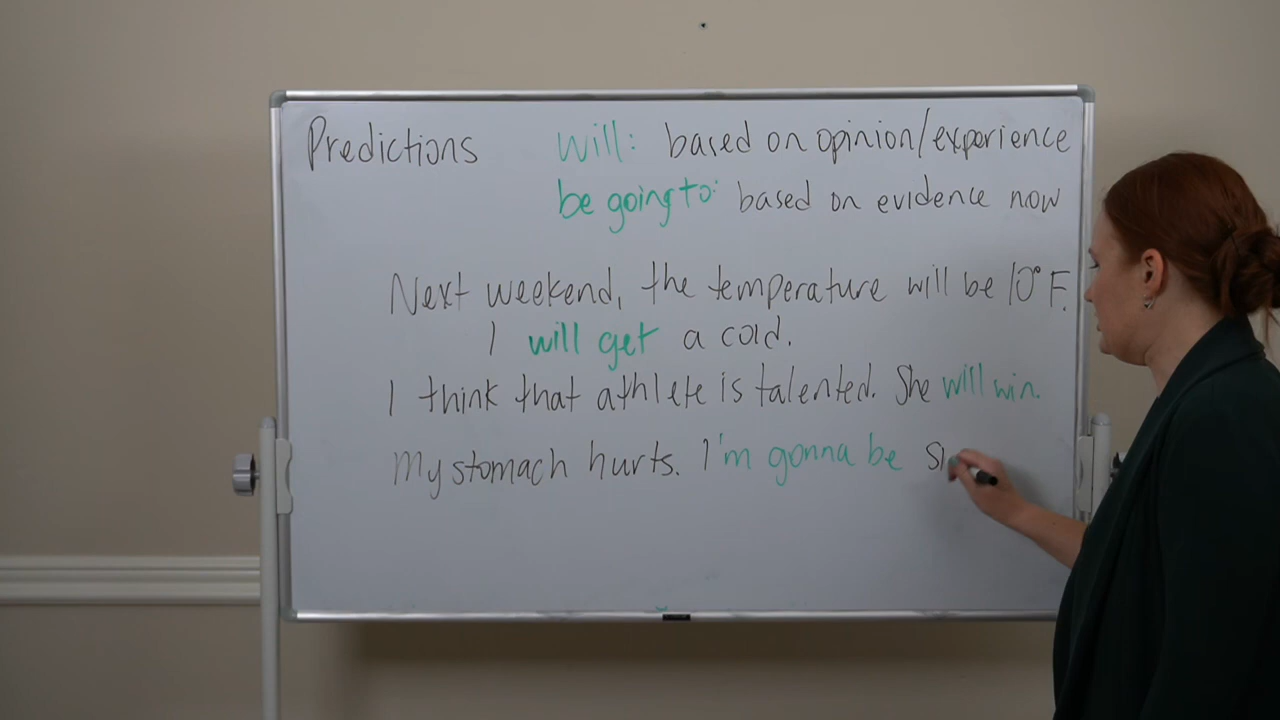 Predictions will: based on opinion/experience
be going to: based on evidence now
Next weekend, the temperature will be 10° F.
I will get a cold.
I think that athlete is talented. She will win.
My stomach hurts. I'm gonna be